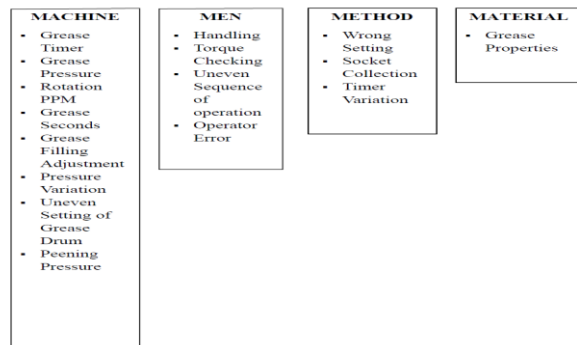 MACHINE
• Grease
Timer
• Grease
Pressure
• Rotation
PPM
• Grease
Seconds
• Grease
Filling
Adjustment
• Pressure
Variation
• Uneven
Setting of
Grease
Drum
• Peening
Pressure
MEN
• Handling
• Torque
Checking
• Uneven
Sequence
of
operation
• Operator
Error
METHOD
• Wrong
Setting
• Socket
Collection
• Timer
Variation
MATERIAL
• Grease
Properties